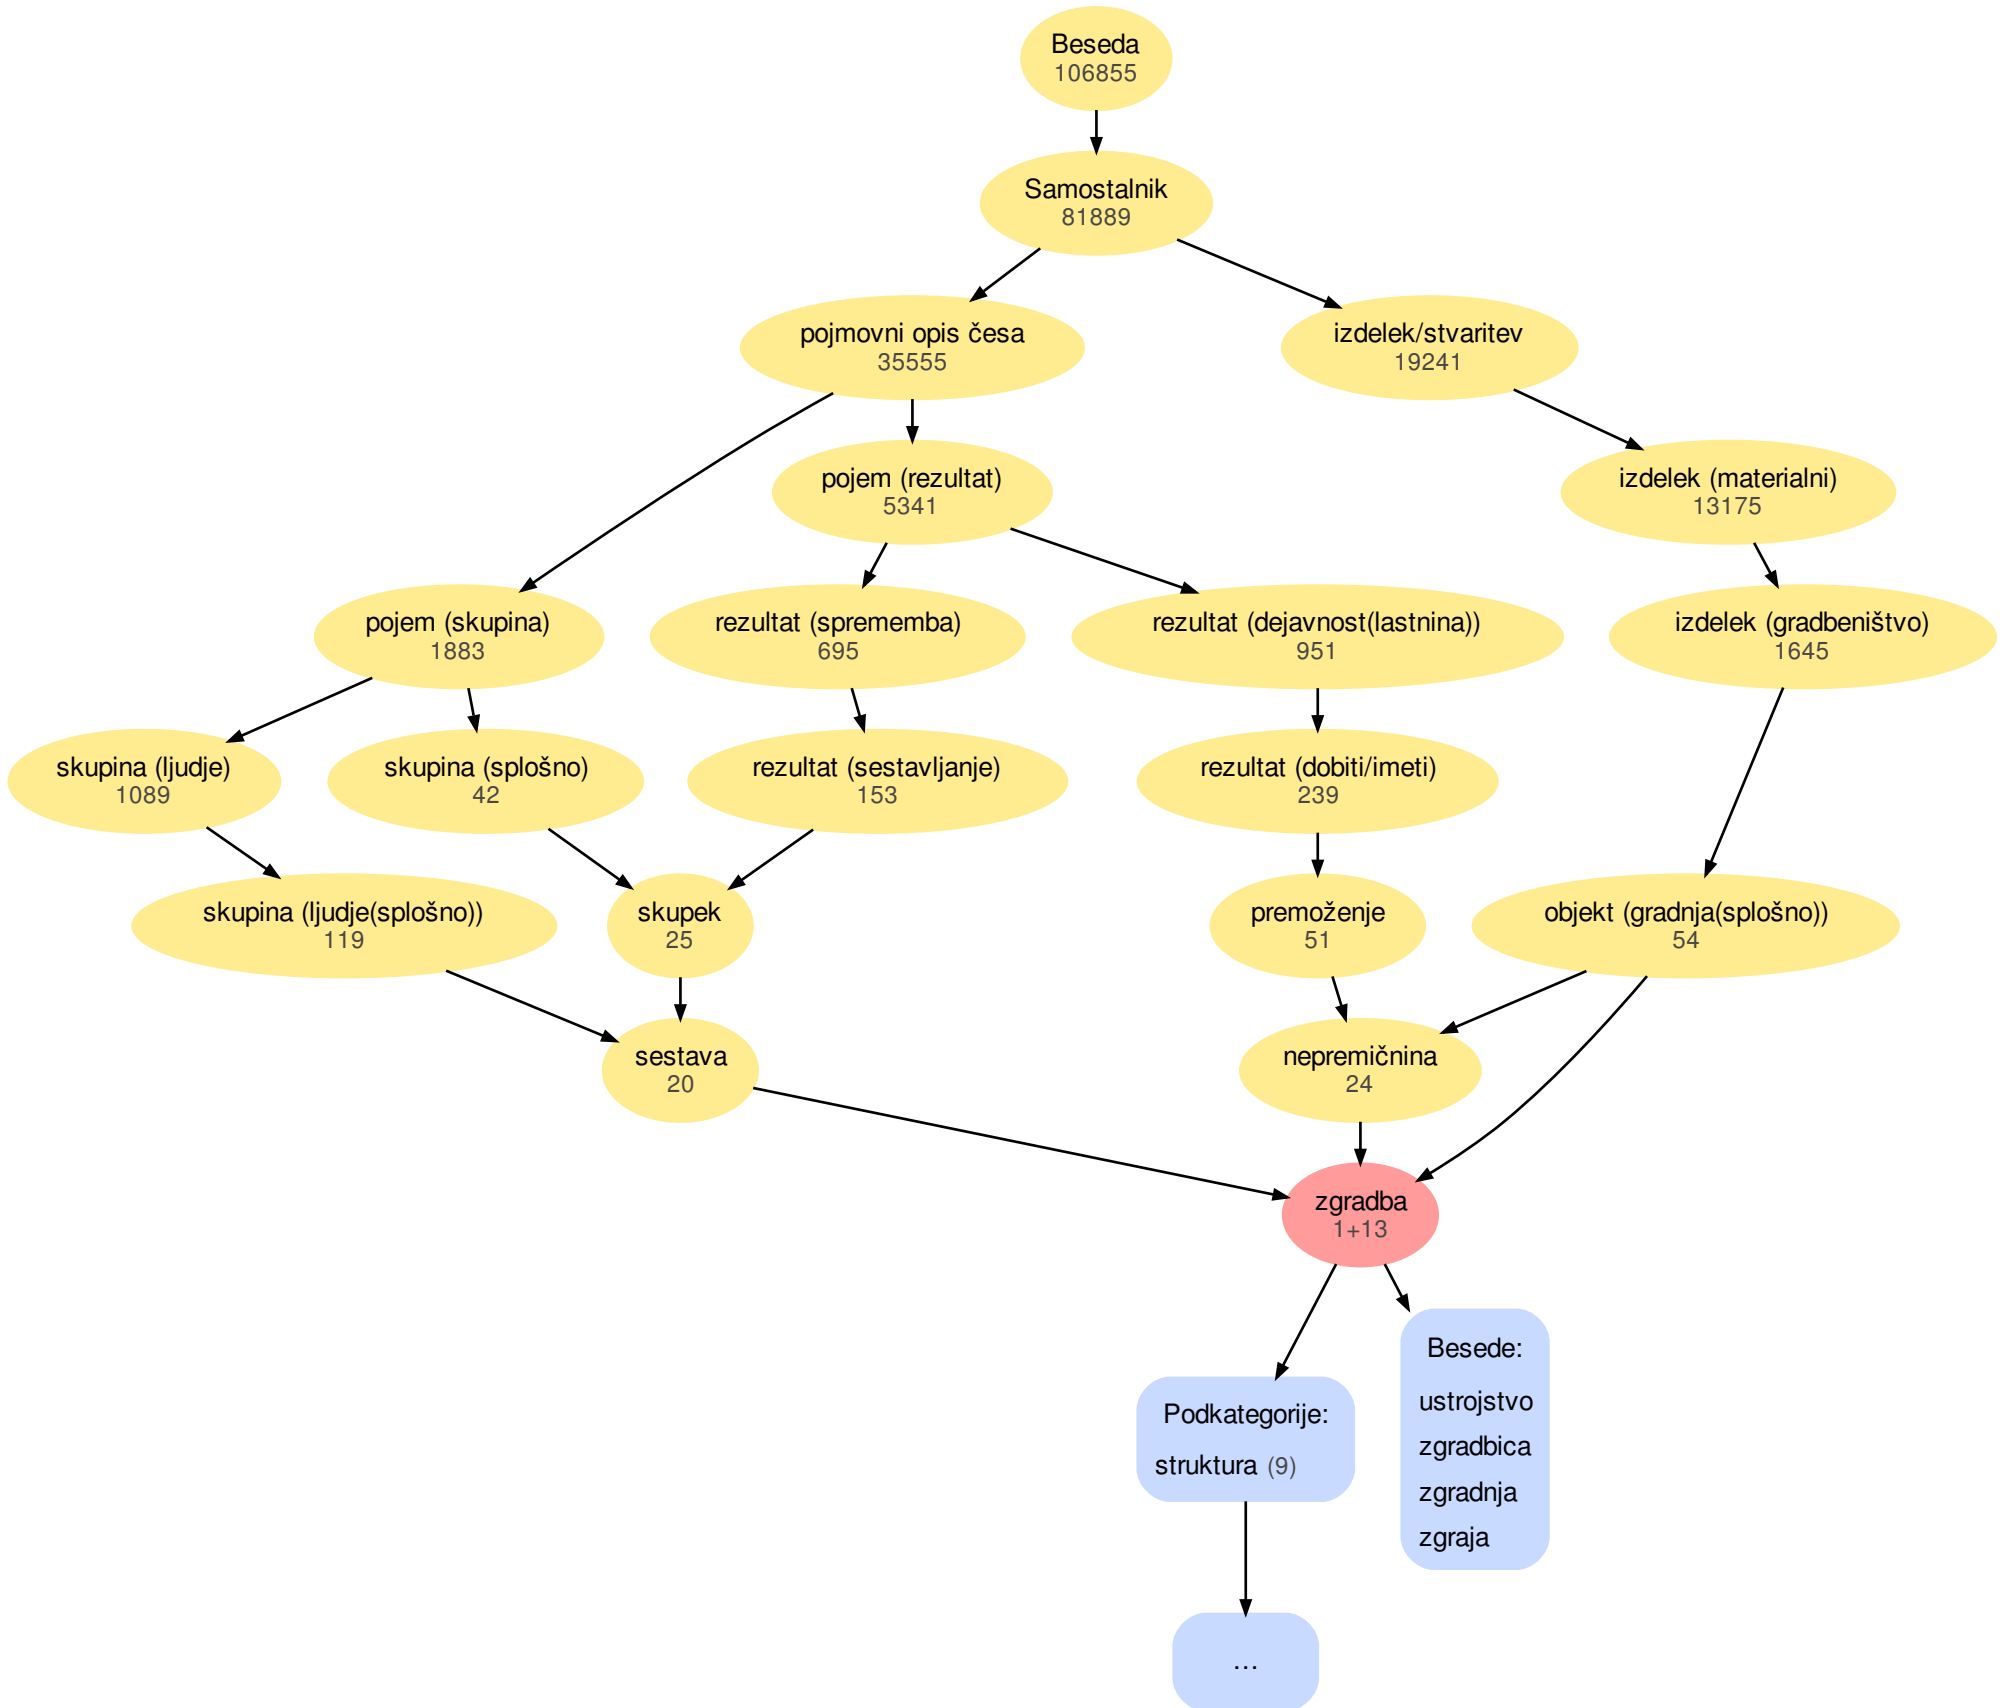 Beseda
106855
Samostalnik
81889
pojmovni opis česa
35555
izdelek/stvaritev
19241
pojem (rezultat)
5341
izdelek (materialni)
13175
pojem (skupina)
1883
rezultat (sprememba)
695
rezultat (dejavnost(lastnina))
951
izdelek (gradbeništvo)
1645
skupina (ljudje)
1089
skupina (splošno)
42
rezultat (sestavljanje)
153
rezultat (dobiti/imeti)
239
skupina (ljudje(splošno))
119
skupek
25
premoženje
51
objekt (gradnja(splošno))
54
sestava
20
nepremičnina
24
zgradba
1+13
Podkategorije:
struktura (9)
Besede:
ustrojstvo
zgradbica
zgradnja
zgraja
...